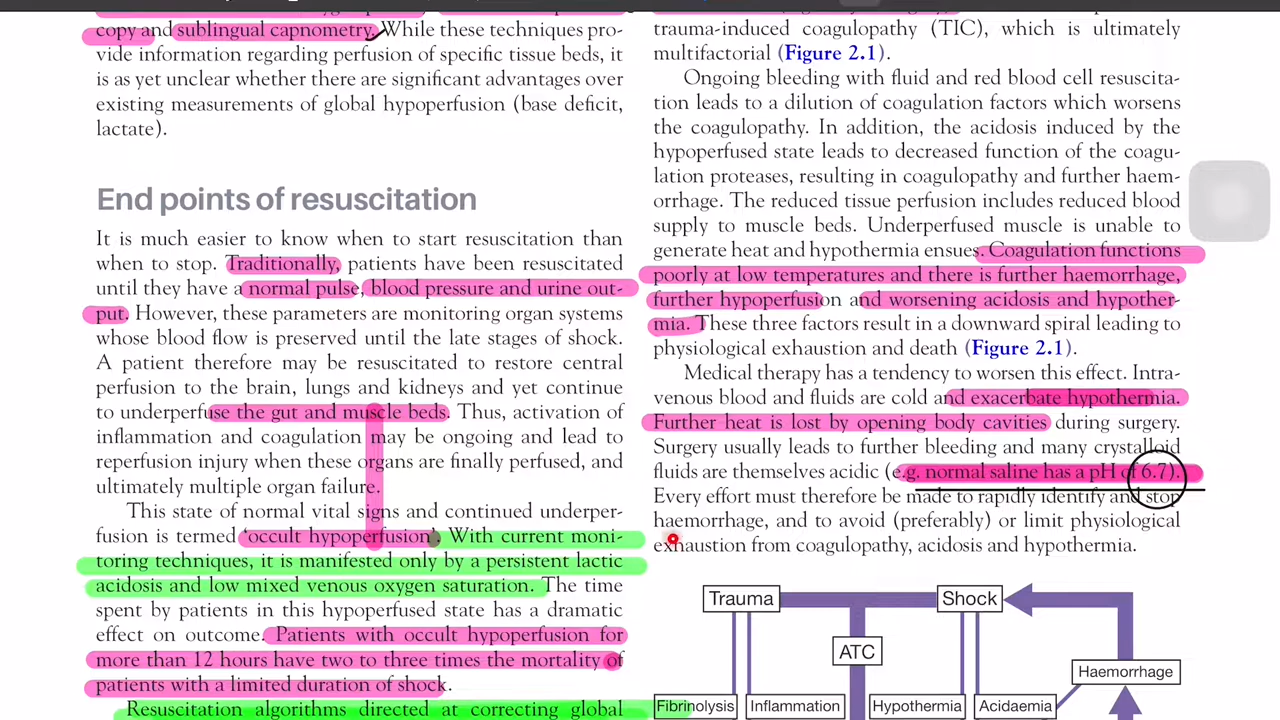 copy and sublingual capnometry. While these techniques pro-
vide information regarding perfusion of specific tissue beds, it
is as yet unclear whether there are significant advantages over
existing measurements of global hypoperfusion (base deficit,
lactate).
End points of resuscitation
It is much easier to know when to start resuscitation than
when to stop. Traditionally, patients have been resuscitated
until they have a normal pulse, blood pressure and urine out-
put. However, these parameters are monitoring organ systems
whose blood flow is preserved until the late stages of shock.
A patient therefore may be resuscitated to restore central
perfusion to the brain, lungs and kidneys and yet continue
to underperfuse the gut and muscle beds. Thus, activation of
inflammation and coagulation may be ongoing and lead to
reperfusion injury when these organs are finally perfused, and
ultimately multiple organ failure.
This state of normal vital signs and continued underper-
fusion is termed ‘occult hypoperfusion’. With current moni-
toring techniques, it is manifested only by a persistent lactic
acidosis and low mixed venous oxygen saturation. The time
spent by patients in this hypoperfused state has a dramatic
effect on outcome. Patients with occult hypoperfusion for
more than 12 hours have two to three times the mortality of
patients with a limited duration of shock.
Resuscitation algorithms directed at correcting global
trauma-induced coagulopathy (TIC), which is ultimately
multifactorial (Figure 2.1).
Ongoing bleeding with fluid and red blood cell resuscita-
tion leads to a dilution of coagulation factors which worsens
the coagulopathy. In addition, the acidosis induced by the
hypoperfused state leads to decreased function of the coagu-
lation proteases, resulting in coagulopathy and further haem-
orrhage. The reduced tissue perfusion includes reduced blood
supply to muscle beds. Underperfused muscle is unable to
generate heat and hypothermia ensues. Coagulation functions
poorly at low temperatures and there is further haemorrhage,
further hypoperfusion and worsening acidosis and hypother-
mia. These three factors result in a downward spiral leading to
physiological exhaustion and death (Figure 2.1).
Medical therapy has a tendency to worsen this effect. Intra-
venous blood and fluids are cold and exacerbate hypothermia.
Further heat is lost by opening body cavities during surgery.
Surgery usually leads to further bleeding and many crystalloid
fluids are themselves acidic (e.g. normal saline has a pH of 6.7).
Every effort must therefore be made to rapidly identify and stop
haemorrhage, and to avoid (preferably) or limit physiological
exhaustion from coagulopathy, acidosis and hypothermia.
Trauma Shock
ATC
Haemorrhage
Fibrinolysis Inflammation Hypothermia Acidaemia